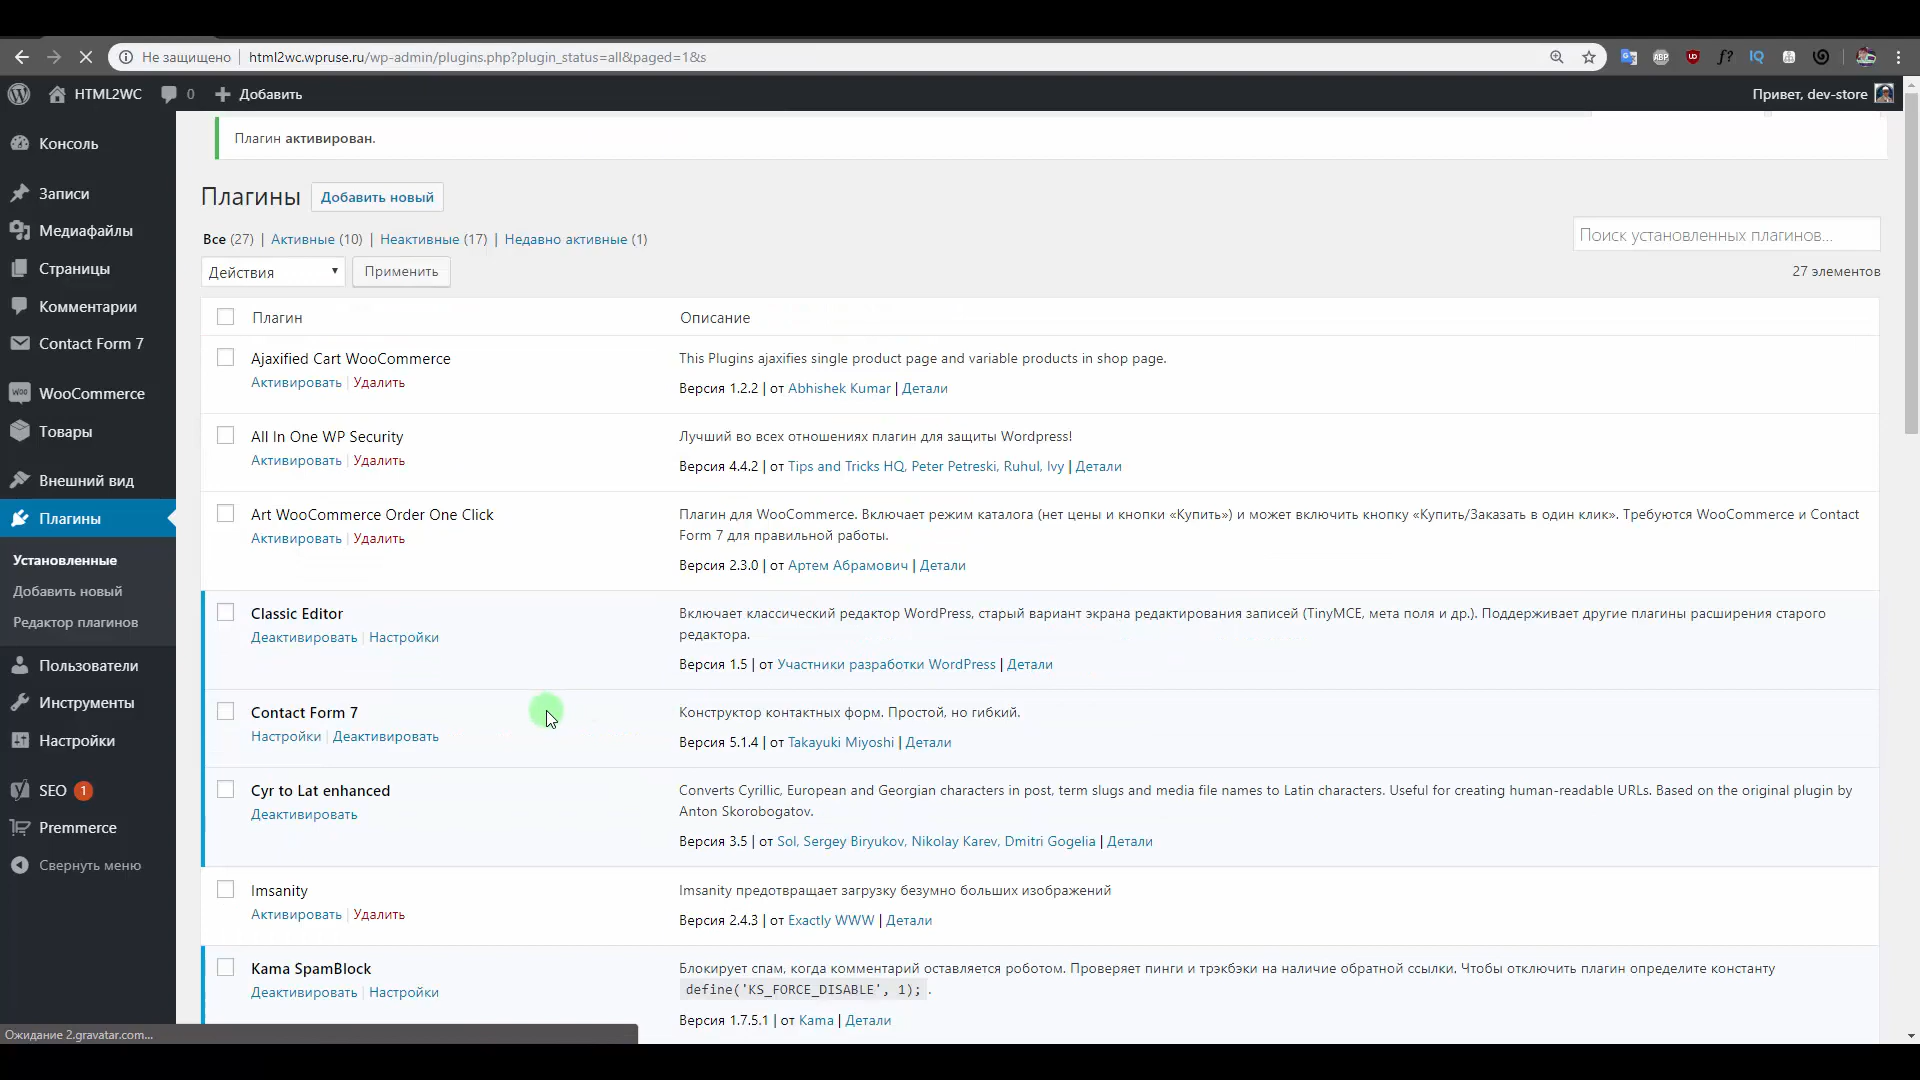 Не защищено | html2wc.wpruse.ru/wp-admin/plugins.php?plugin_status=all&paged=1&s
HTML2WC 0 Добавить
Привет, dev-store
Консоль
Записи
Медиафайлы
Страницы
Комментарии
Contact Form 7
WooCommerce
Товары
Внешний вид
Плагины
Установленные
Добавить новый
Редактор плагинов
Пользователи
Инструменты
Настройки
SEO 1
Premmerce
Свернуть меню
Плагин активирован.
Плагины Добавить новый
Все (27) | Активные (10) | Неактивные (17) | Недавно активные (1)
Поиск установленных плагинов...
Действия Применить
27 элементов
Плагин Описание
Ajaxified Cart WooCommerce
Активировать | Удалить
This Plugins ajaxifies single product page and variable products in shop page.
Версия 1.2.2 | от Abhishek Kumar | Детали
All In One WP Security
Активировать | Удалить
Лучший во всех отношениях плагин для защиты Wordpress!
Версия 4.4.2 | от Tips and Tricks HQ, Peter Petreski, Ruhul, Ivy | Детали
Art WooCommerce Order One Click
Активировать | Удалить
Плагин для WooCommerce. Включает режим каталога (нет цены и кнопки «Купить») и может включить кнопку «Купить/Заказать в один клик». Требуются WooCommerce и Contact
Form 7 для правильной работы.
Версия 2.3.0 | от Артем Абрамович | Детали
Classic Editor
Деактивировать | Настройки
Включает классический редактор WordPress, старый вариант экрана редактирования записей (TinyMCE, мета поля и др.). Поддерживает другие плагины расширения старого
редактора.
Версия 1.5 | от Участники разработки WordPress | Детали
Contact Form 7
Настройки | Деактивировать
Конструктор контактных форм. Простой, но гибкий.
Версия 5.1.4 | от Takayuki Miyoshi | Детали
Cyr to Lat enhanced
Деактивировать
Converts Cyrillic, European and Georgian characters in post, term slugs and media file names to Latin characters. Useful for creating human-readable URLs. Based on the original plugin by
Anton Skorobogatov.
Версия 3.5 | от Sol, Sergey Biryukov, Nikolay Karev, Dmitri Gogelia | Детали
Imsanity
Активировать | Удалить
Imsanity предотвращает загрузку безумно больших изображений
Версия 2.4.3 | от Exactly WWW | Детали
Kama SpamBlock
Деактивировать | Настройки
Блокирует спам, когда комментарий оставляется роботом. Проверяет пинги и трэкбэки на наличие обратной ссылки. Чтобы отключить плагин определите константу
define('KS_FORCE_DISABLE', 1); .
Версия 1.7.5.1 | от Kama | Детали
Ожидание 2.gravatar.com...